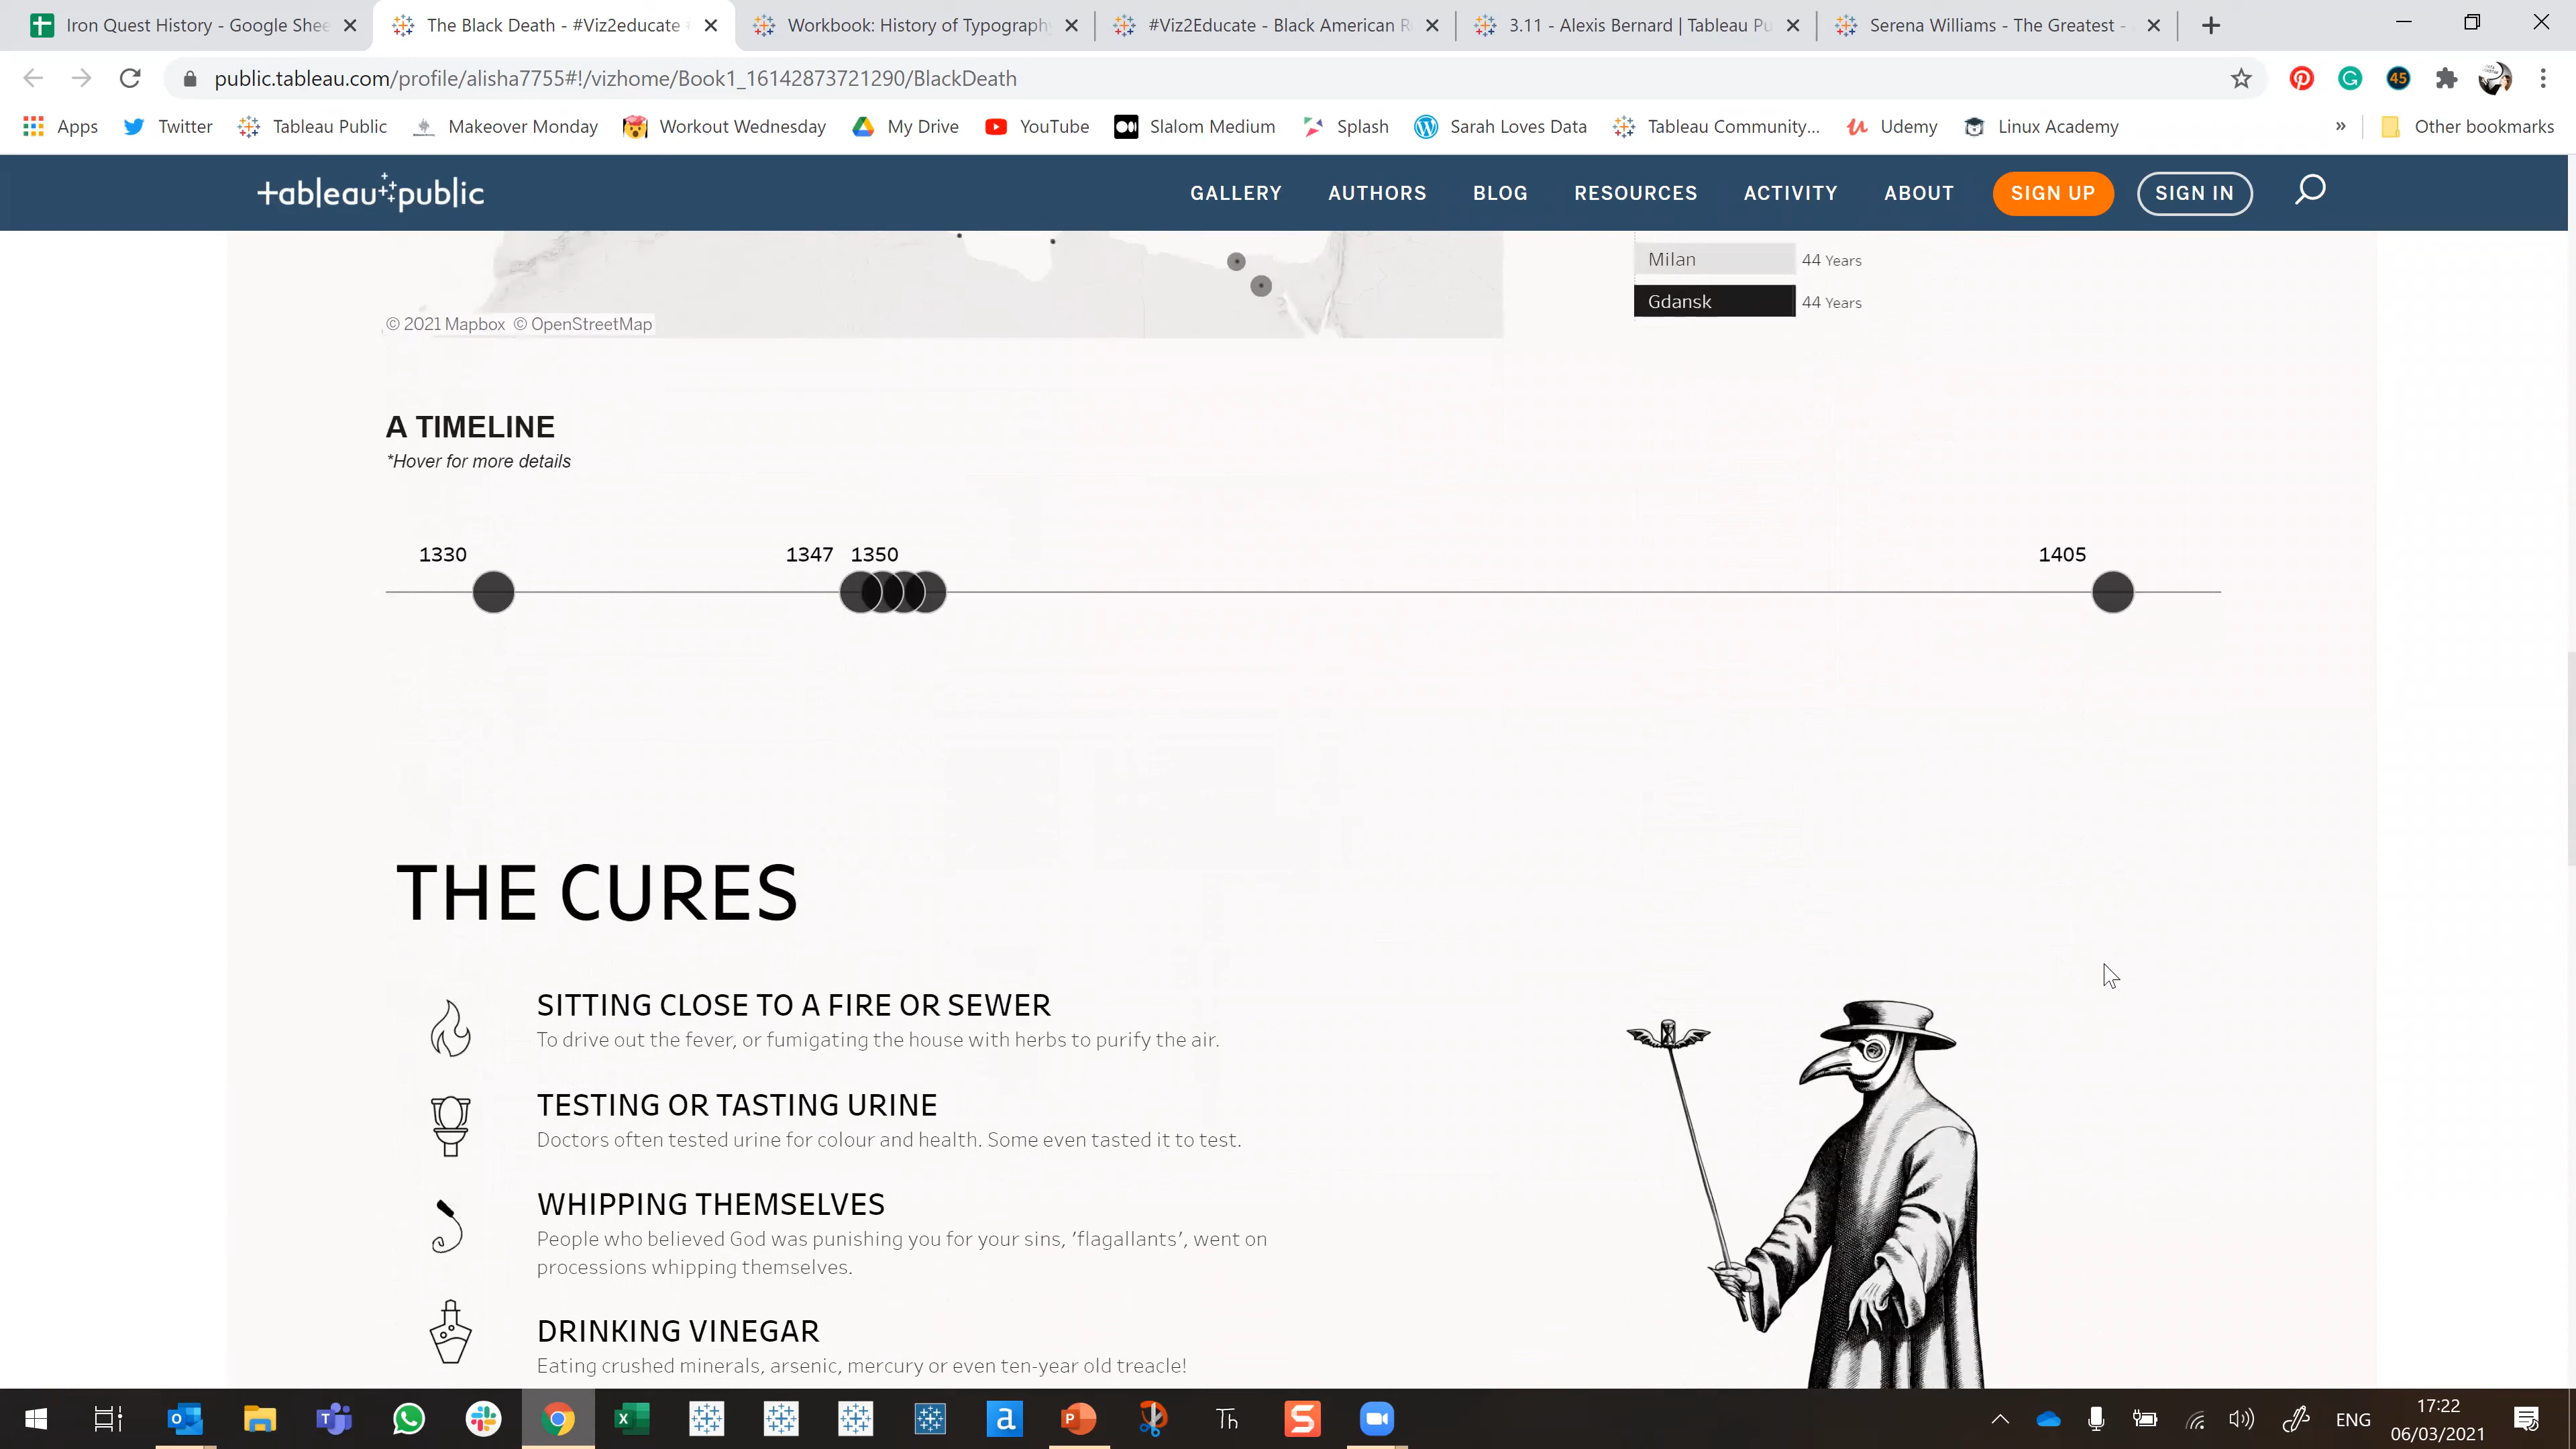 Iron Quest History - Google Shee
The Black Death - #Viz2educate
Workbook: History of Typograph
#Viz2Educate - Black American R
3.11 - Alexis Bernard | Tableau Pu
Serena Williams - The Greatest -
public.tableau.com/profile/alisha7755#!/vizhome/Book1_16142873721290/BlackDeath
45
Apps Twitter Tableau Public Makeover Monday Workout Wednesday My Drive YouTube Slalom Medium Splash Sarah Loves Data Tableau Community... Udemy Linux Academy » Other bookmarks
tableau public GALLERY AUTHORS BLOG RESOURCES ACTIVITY ABOUT SIGN UP SIGN IN
Milan 44 Years
Gdansk 44 Years
© 2021 Mapbox © OpenStreetMap
A TIMELINE
*Hover for more details
1330 1347 1350 1405
THE CURES
SITTING CLOSE TO A FIRE OR SEWER
To drive out the fever, or fumigating the house with herbs to purify the air.
TESTING OR TASTING URINE
Doctors often tested urine for colour and health. Some even tasted it to test.
WHIPPING THEMSELVES
People who believed God was punishing you for your sins, 'flagallants', went on
processions whipping themselves.
DRINKING VINEGAR
Eating crushed minerals, arsenic, mercury or even ten-year old treacle!
ENG
17:22
06/03/2021